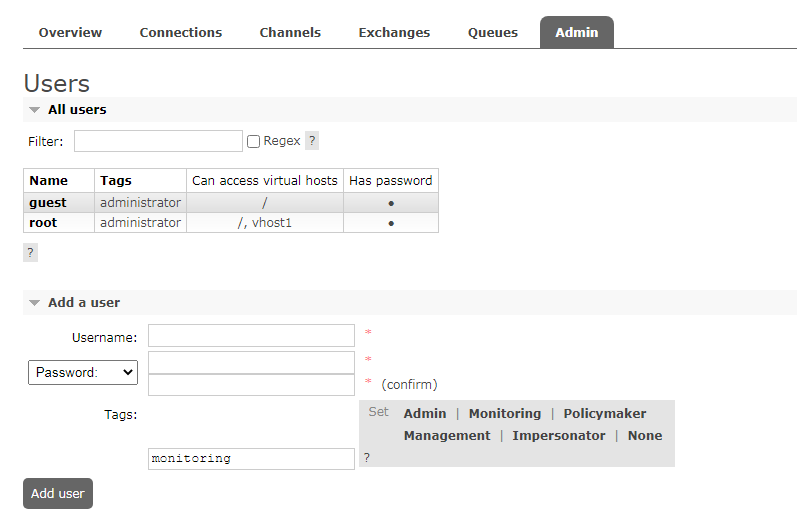 Overview Connections Channels Exchanges Queues Admin
Users
All users
Filter: Regex ?
Name Tags Can access virtual hosts Has password
guest administrator / ●
root administrator /, vhost1 ●
?
Add a user
Username: *
Password: *
* (confirm)
Tags: Set Admin | Monitoring | Policymaker
Management | Impersonator | None
monitoring ?
Add user